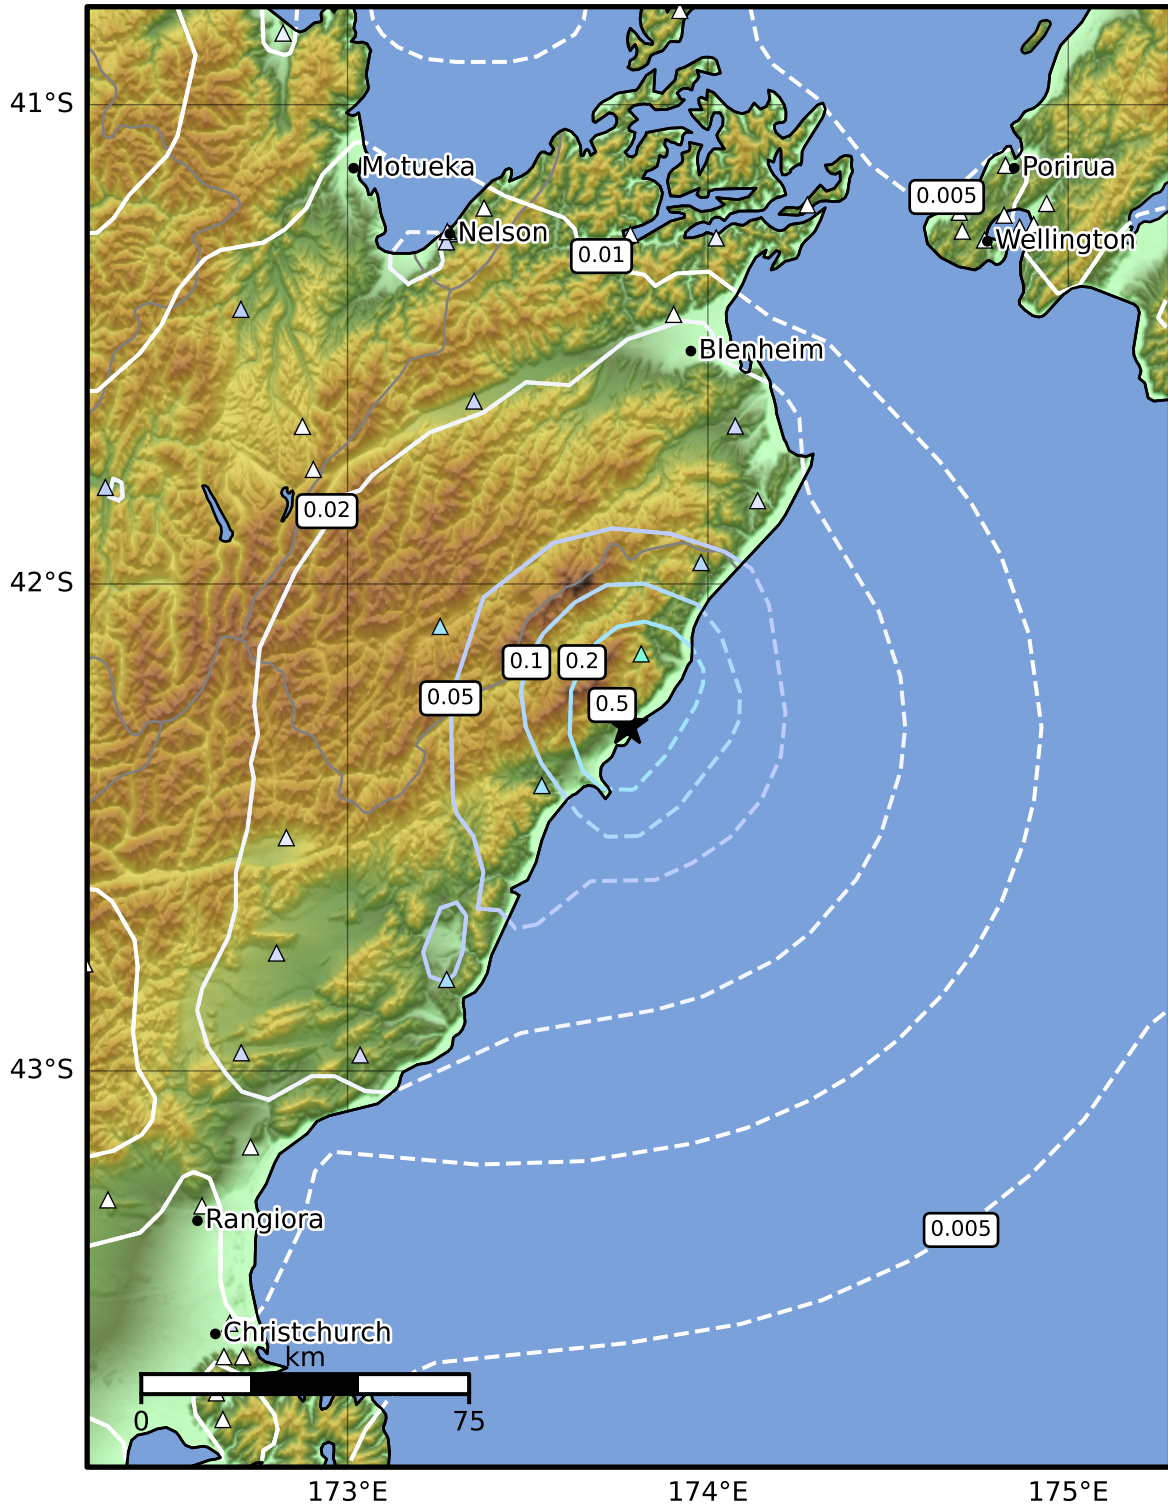 41°S
Motueka
Porirua
0.005
Nelson
Wellington
0.01
Blenheim
0.02
42°S
0.1
0.2
0.05
0.5
43°S
Rangiora
0.005
Christchurch
km
0
75
173°E
174°E
175°E